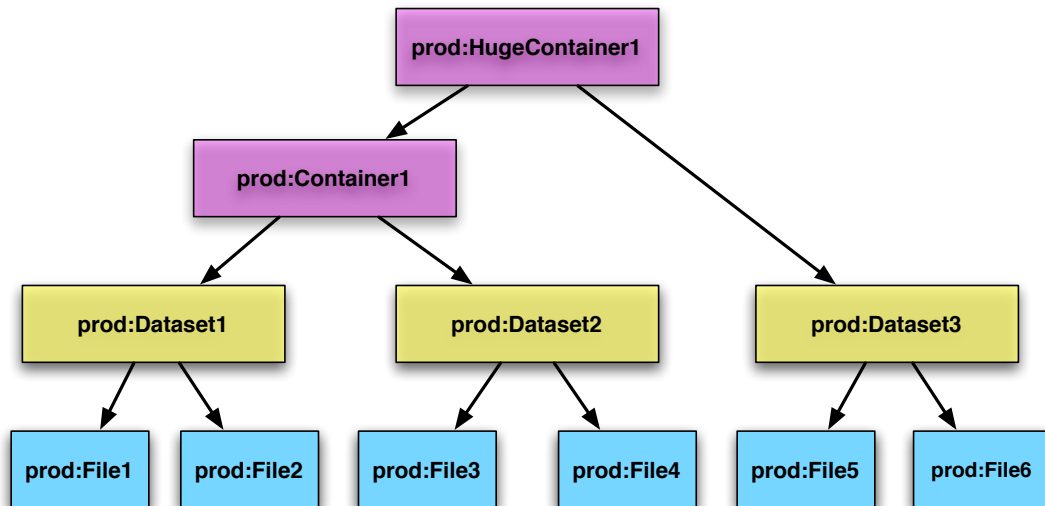 prod:HugeContainer1
prod:Container1
prod:Dataset1
prod:Dataset2
prod:Dataset3
prod:File1
prod:File2
prod:File3
prod:File4
prod:File5
prod:File6